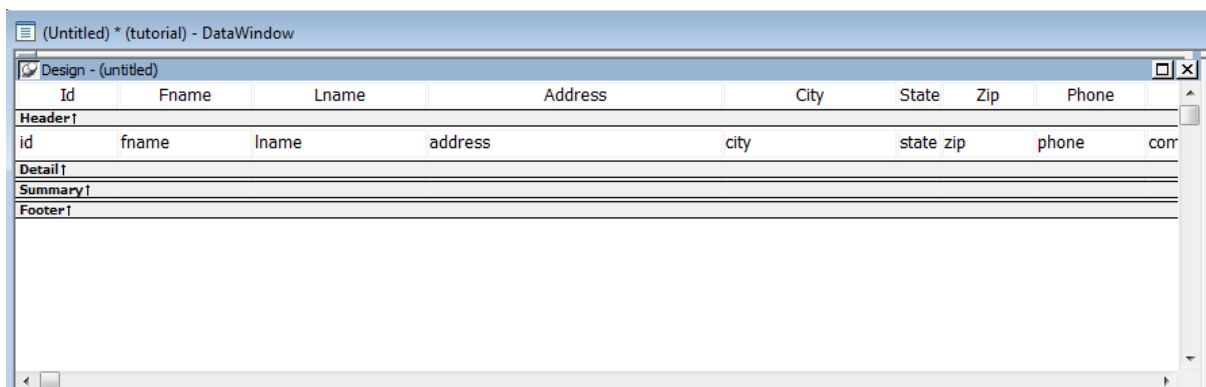 (Untitled) * (tutorial) - DataWindow
Design - (untitled)
Id Fname Lname Address City State Zip Phone
Header↑
id fname lname address city state zip phone com
Detail↑
Summary↑
Footer↑